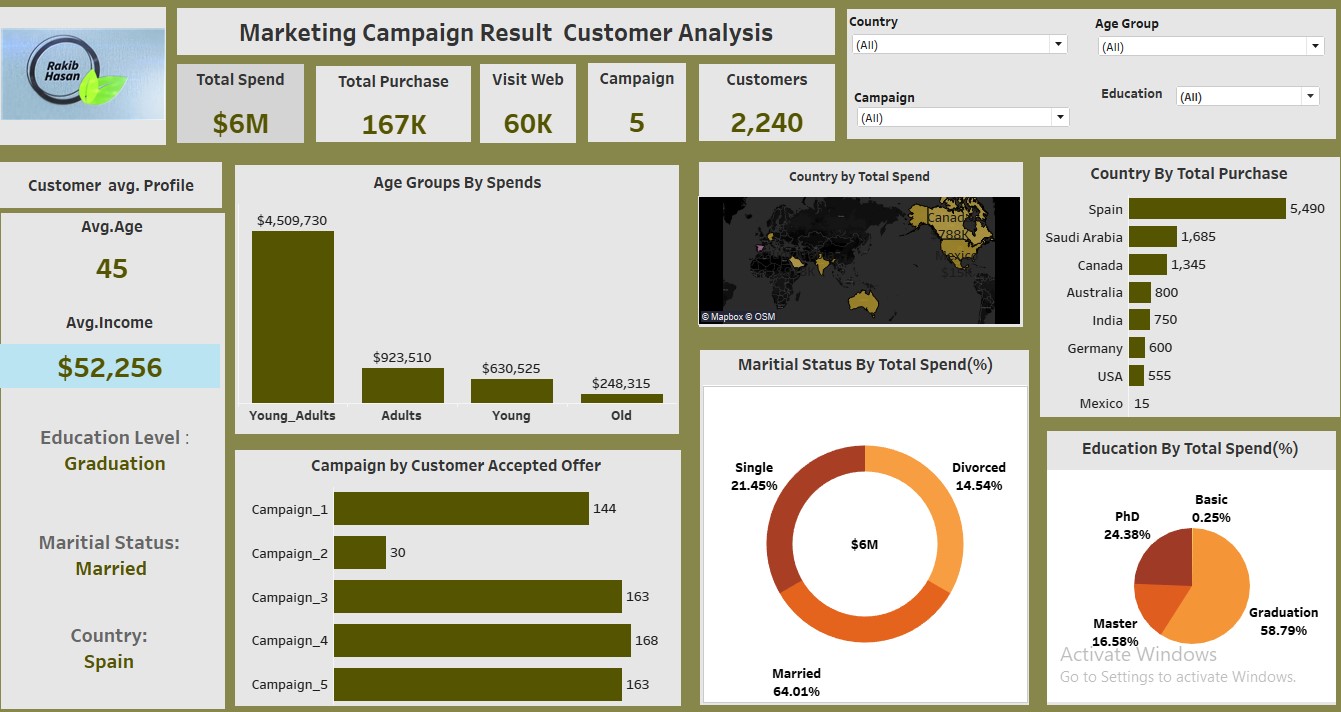 Rakib
Hasan
Marketing Campaign Result Customer Analysis
Total Spend
$6M
Total Purchase
167K
Visit Web
60K
Campaign
5
Customers
2,240
Country
(All)
Age Group
(All)
Campaign
(All)
Education
(All)
Customer avg. Profile
Avg.Age
45
Avg.Income
$52,256
Education Level :
Graduation
Maritial Status:
Married
Country:
Spain
Age Groups By Spends
$4,509,730
$923,510
$630,525
$248,315
Young_Adults
Adults
Young
Old
Campaign by Customer Accepted Offer
Campaign_1
144
Campaign_2
30
Campaign_3
163
Campaign_4
168
Campaign_5
163
Country by Total Spend
Canada
$788K
Mexico
© Mapbox © OSM
Maritial Status By Total Spend(%)
Single
21.45%
Divorced
14.54%
$6M
Married
64.01%
Country By Total Purchase
Spain
5,490
Saudi Arabia
1,685
Canada
1,345
Australia
800
India
750
Germany
600
USA
555
Mexico
15
Education By Total Spend(%)
Basic
0.25%
PhD
24.38%
Graduation
58.79%
Master
16.58%
Activate Windows
Go to Settings to activate Windows.